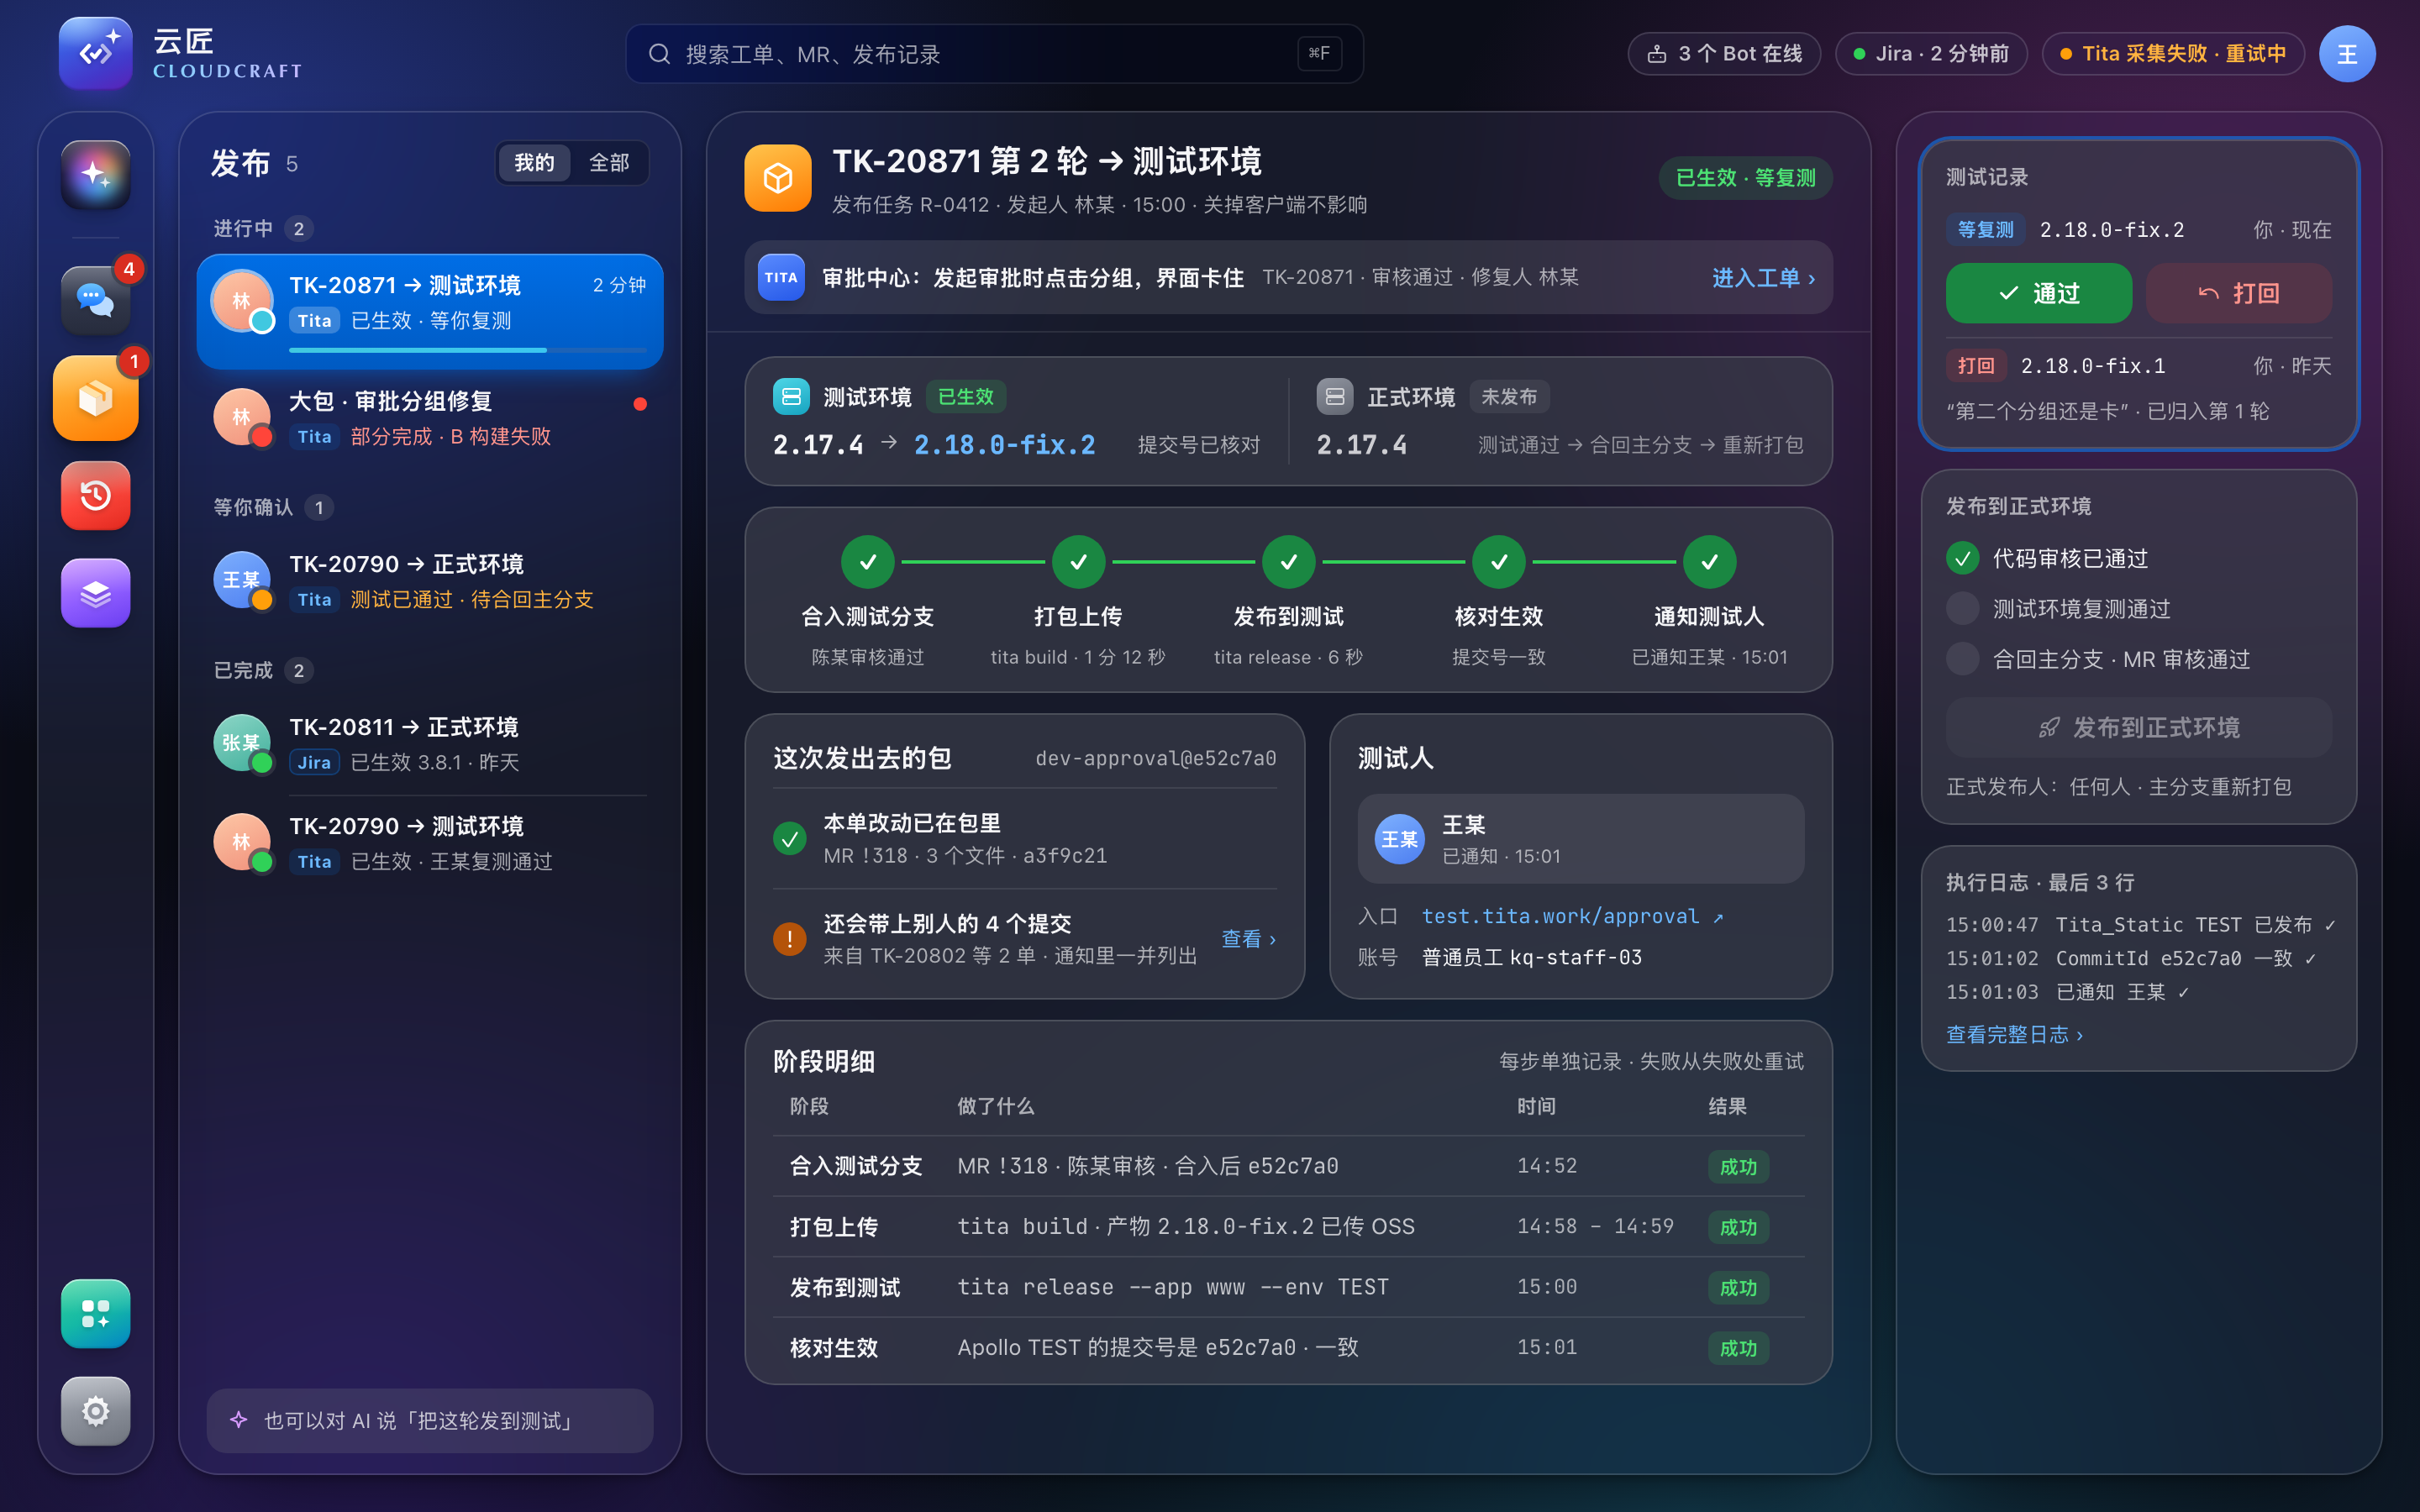 云匠
CLOUDCRAFT
搜索工单、MR、发布记录
⌘F
3 个 Bot 在线
Jira · 2 分钟前
Tita 采集失败 · 重试中
王
4
1
发布 5
我的
全部
进行中 2
林
TK-20871 → 测试环境
2 分钟
Tita 已生效 · 等你复测
林
大包 · 审批分组修复
Tita 部分完成 · B 构建失败
等你确认 1
王某
TK-20790 → 正式环境
Tita 测试已通过 · 待合回主分支
已完成 2
张某
TK-20811 → 正式环境
Jira 已生效 3.8.1 · 昨天
林
TK-20790 → 测试环境
Tita 已生效 · 王某复测通过
也可以对 AI 说「把这轮发到测试」
TK-20871 第 2 轮 → 测试环境
发布任务 R-0412 · 发起人 林某 · 15:00 · 关掉客户端不影响
已生效 · 等复测
TITA
审批中心：发起审批时点击分组，界面卡住 TK-20871 · 审核通过 · 修复人 林某
进入工单 ›
测试环境 已生效
2.17.4 → 2.18.0-fix.2 提交号已核对
正式环境 未发布
2.17.4 测试通过 → 合回主分支 → 重新打包
合入测试分支
陈某审核通过
打包上传
tita build · 1 分 12 秒
发布到测试
tita release · 6 秒
核对生效
提交号一致
通知测试人
已通知王某 · 15:01
这次发出去的包 dev-approval@e52c7a0
本单改动已在包里
MR !318 · 3 个文件 · a3f9c21
还会带上别人的 4 个提交
来自 TK-20802 等 2 单 · 通知里一并列出
查看 ›
测试人
王某
王某
已通知 · 15:01
入口 test.tita.work/approval ↗
账号 普通员工 kq-staff-03
阶段明细 每步单独记录 · 失败从失败处重试
阶段 做了什么 时间 结果
合入测试分支 MR !318 · 陈某审核 · 合入后 e52c7a0 14:52 成功
打包上传 tita build · 产物 2.18.0-fix.2 已传 OSS 14:58 – 14:59 成功
发布到测试 tita release --app www --env TEST 15:00 成功
核对生效 Apollo TEST 的提交号是 e52c7a0 · 一致 15:01 成功
测试记录
等复测 2.18.0-fix.2 你 · 现在
✓ 通过
打回
打回 2.18.0-fix.1 你 · 昨天
“第二个分组还是卡” · 已归入第 1 轮
发布到正式环境
代码审核已通过
测试环境复测通过
合回主分支 · MR 审核通过
发布到正式环境
正式发布人：任何人 · 主分支重新打包
执行日志 · 最后 3 行
15:00:47 Tita_Static TEST 已发布 ✓
15:01:02 CommitId e52c7a0 一致 ✓
15:01:03 已通知 王某 ✓
查看完整日志 ›